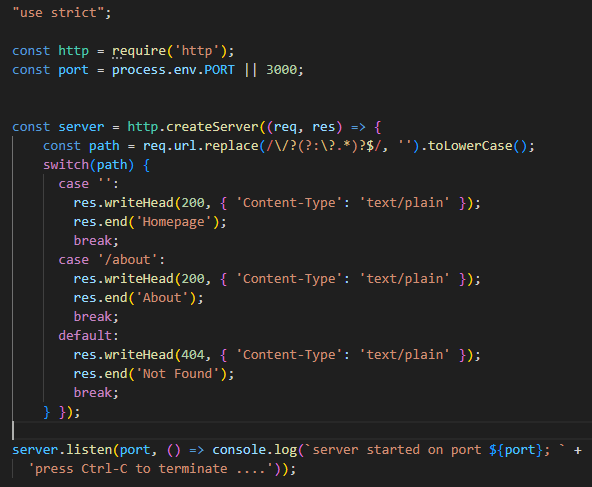 "use strict";
const http = require('http');
const port = process.env.PORT || 3000;
const server = http.createServer((req, res) => {
    const path = req.url.replace(/\/?(?:\?.*)?$/, '').toLowerCase();
    switch(path) {
      case '':
        res.writeHead(200, { 'Content-Type': 'text/plain' });
        res.end('Homepage');
        break;
      case '/about':
        res.writeHead(200, { 'Content-Type': 'text/plain' });
        res.end('About');
        break;
      default:
        res.writeHead(404, { 'Content-Type': 'text/plain' });
        res.end('Not Found');
        break;
    } });
server.listen(port, () => console.log(`server started on port ${port}; ` +
  'press Ctrl-C to terminate ....'));